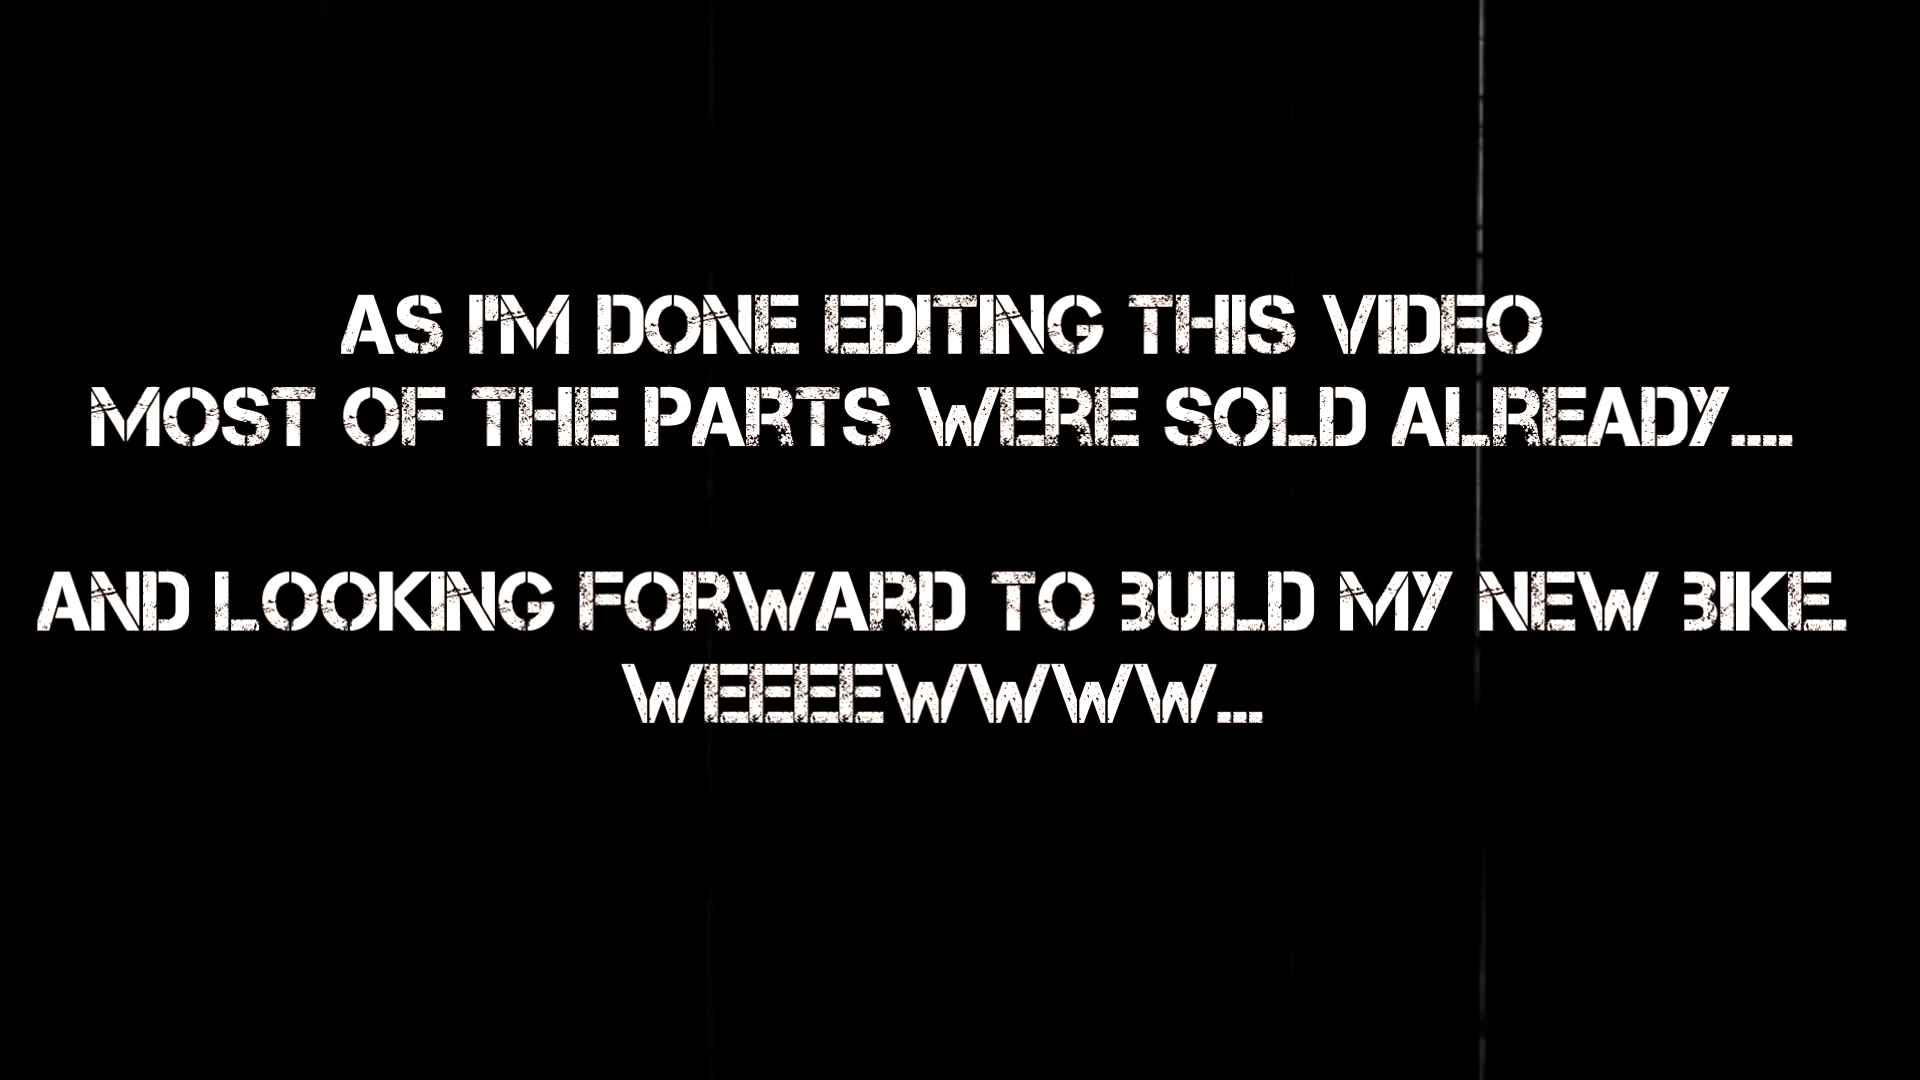 AS I'M DONE EDITING THIS VIDEO
MOST OF THE PARTS WERE SOLD ALREADY....
AND LOOKING FORWARD TO BUILD MY NEW BIKE.
WEEEEWWWW...